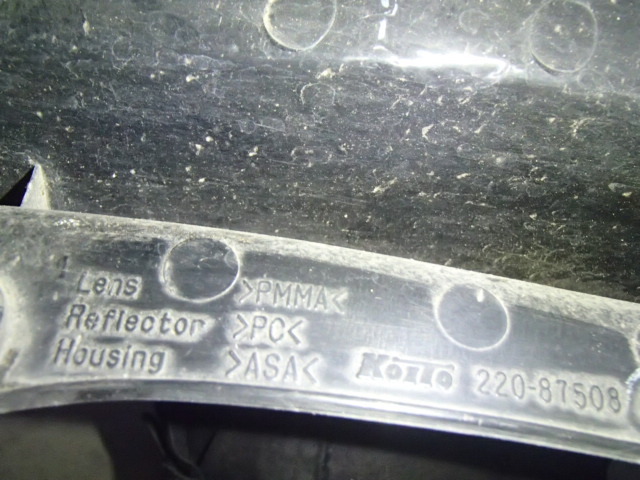 Lens >PMMA<
Reflector >PC<
Housing >ASA< KOITO 220-87508